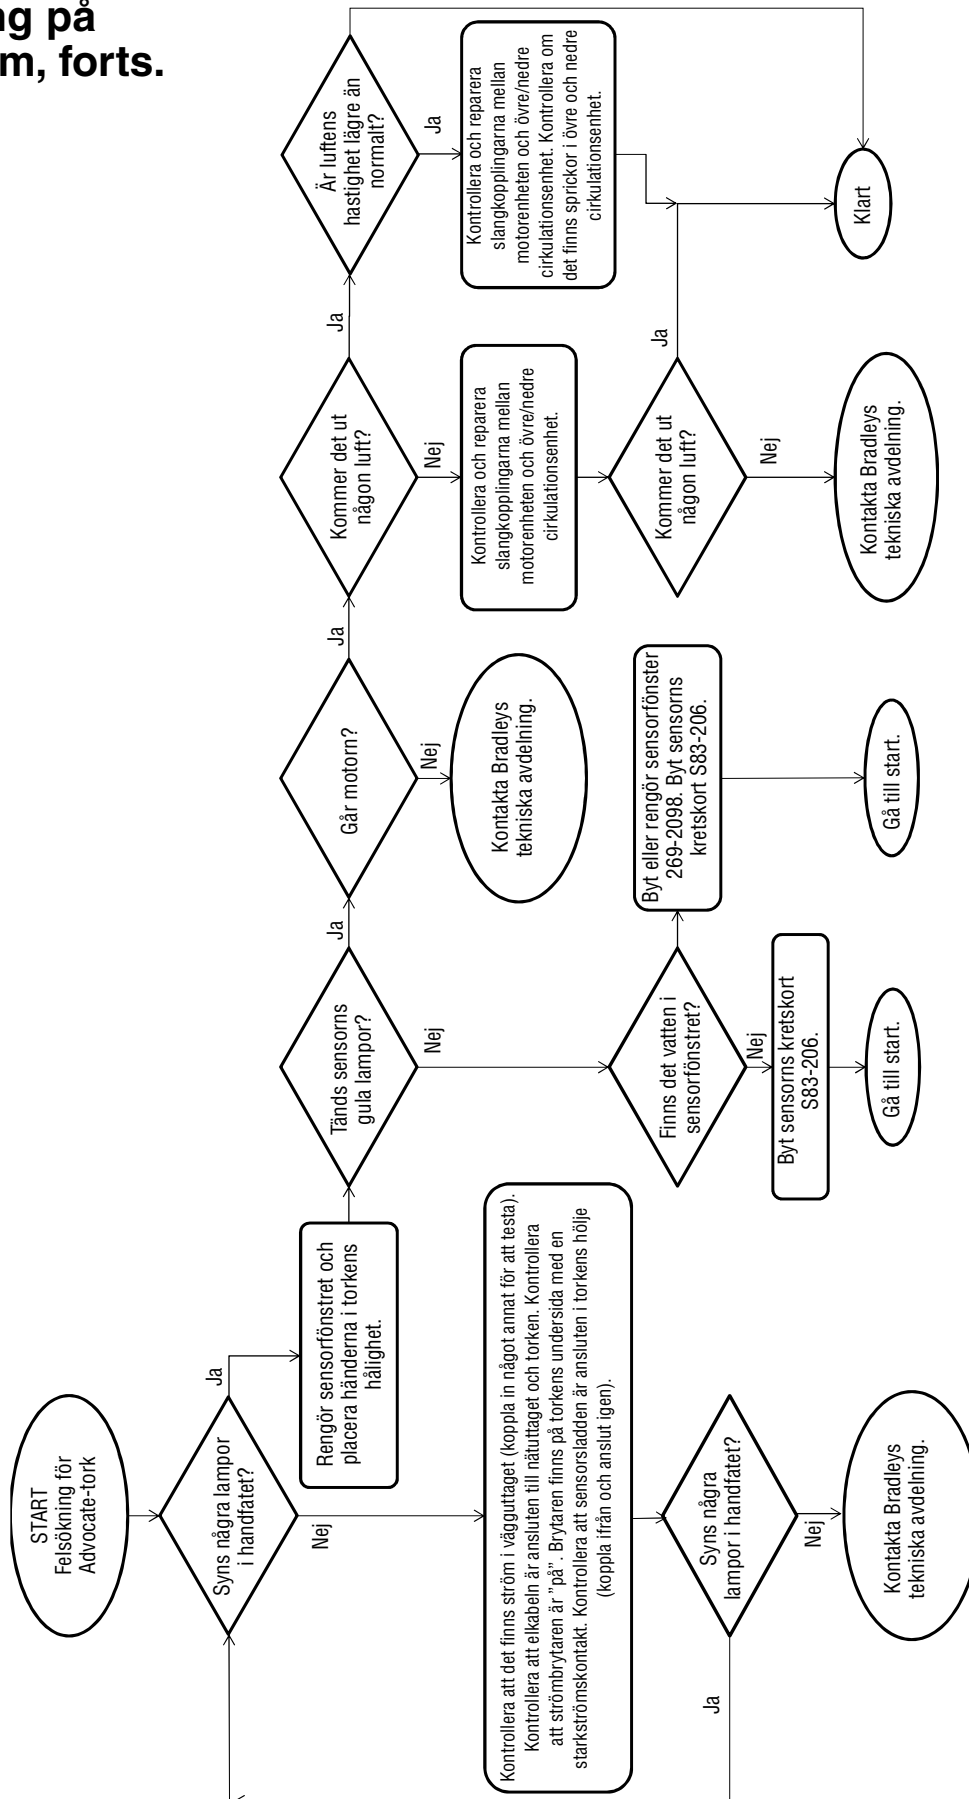 ng på
m, forts.
START
Felsökning för
Advocate-tork
Syns några lampor
i handfatet?
Ja
Nej
Rengör sensorfönstret och
placera händerna i torkens
hålighet.
Kontrollera att det finns ström i vägguttaget (koppla in något annat för att testa).
Kontrollera att elkabeln är ansluten till nätuttaget och torken. Kontrollera
att strömbrytaren är ”på”. Brytaren finns på torkens undersida med en
starkströmskontakt. Kontrollera att sensorsladden är ansluten i torkens hölje
(koppla ifrån och anslut igen).
Syns några
lampor i handfatet?
Ja
Nej
Kontakta Bradleys
tekniska avdelning.
Tänds sensorns
gula lampor?
Ja
Nej
Finns det vatten i
sensorfönstret?
Nej
Byt sensorns kretskort
S83-206.
Gå till start.
Byt eller rengör sensorfönster
269-2098. Byt sensorns
kretskort S83-206.
Gå till start.
Går motorn?
Ja
Nej
Kontakta Bradleys
tekniska avdelning.
Kommer det ut
någon luft?
Ja
Nej
Kontrollera och reparera
slangkopplingarna mellan
motorenheten och övre/nedre
cirkulationsenhet.
Kommer det ut
någon luft?
Ja
Nej
Kontakta Bradleys
tekniska avdelning.
Är luftens
hastighet lägre än
normalt?
Ja
Kontrollera och reparera
slangkopplingarna mellan
motorenheten och övre/nedre
cirkulationsenhet. Kontrollera om
det finns sprickor i övre och nedre
cirkulationsenhet.
Klart